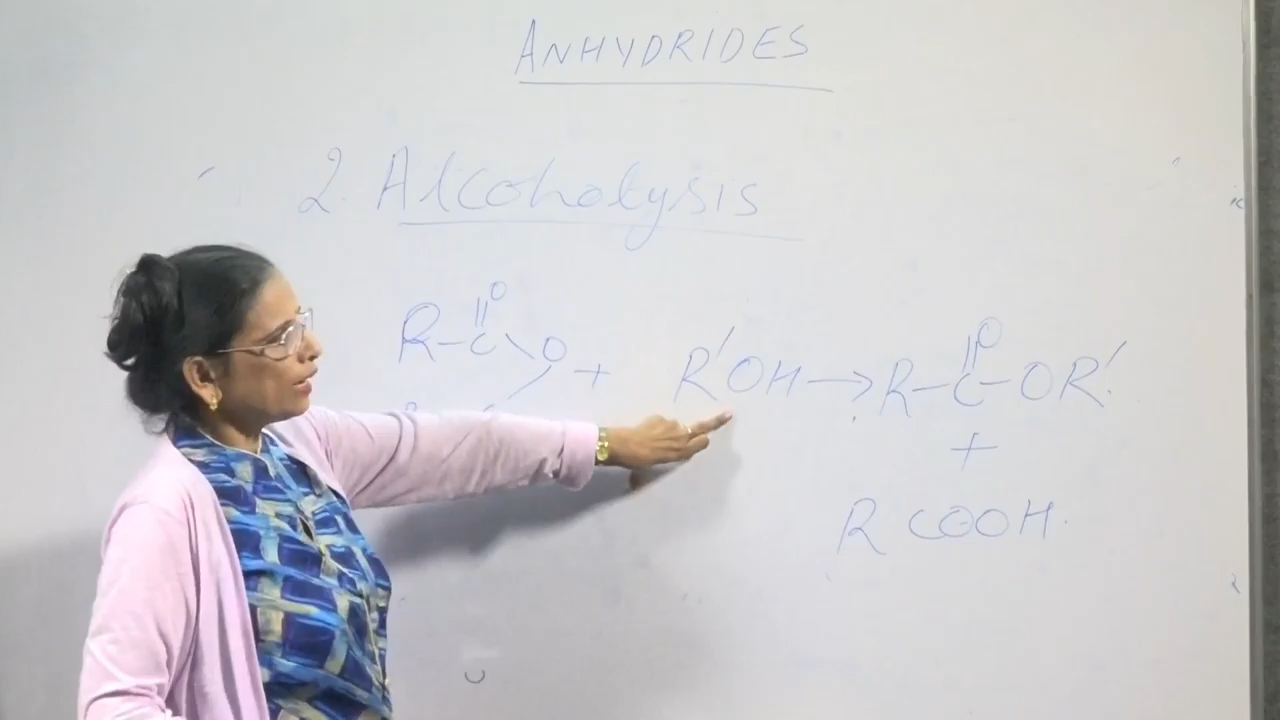 ANHYDRIDES
2. Alcoholysis
O
||
R-C\O + R'OH → R-C-OR'
O
||
+
R COOH